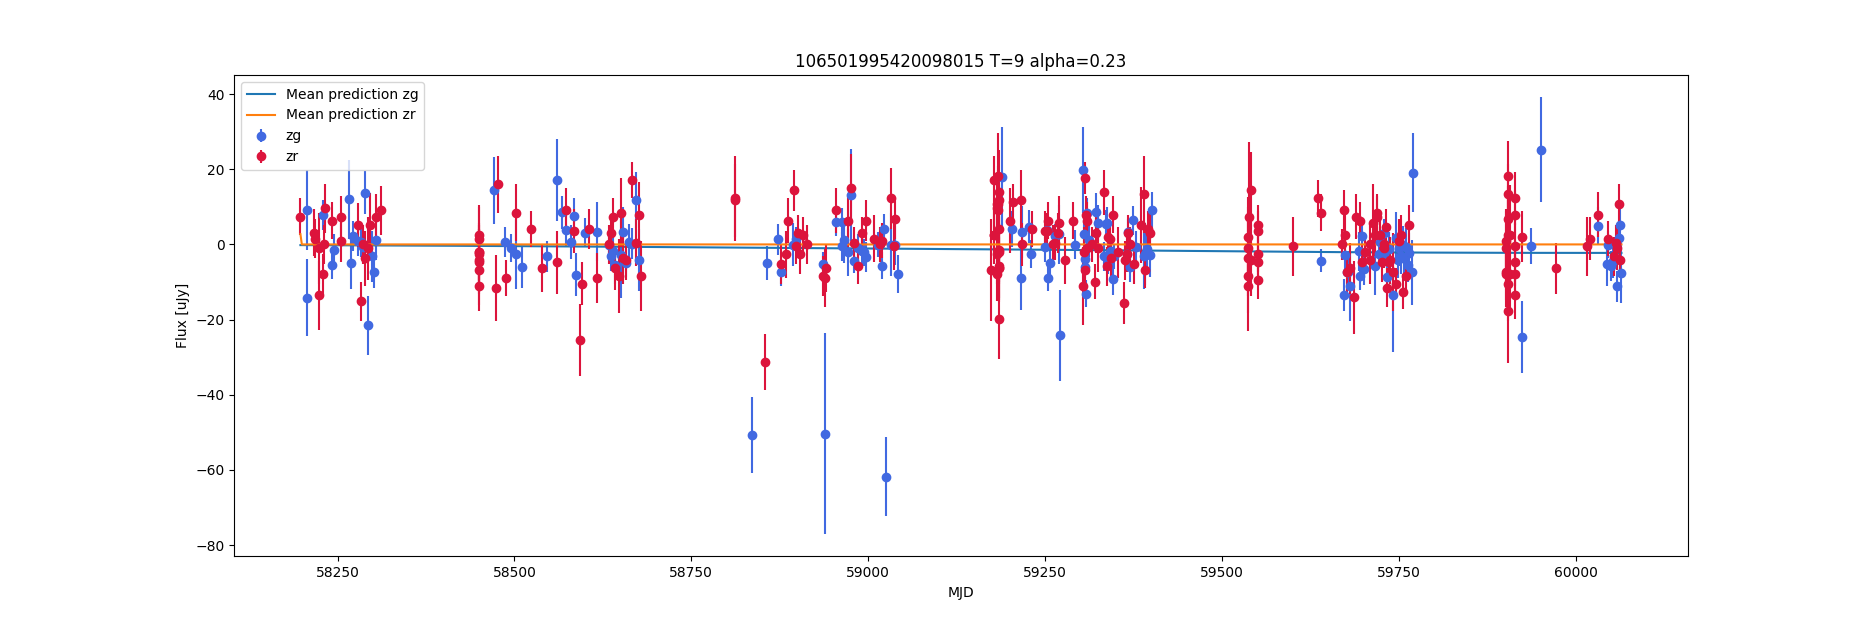 106501995420098015 T=9 alpha=0.23
Mean prediction zg
Mean prediction zr
zg
zr
Flux [uJy]
40
20
0
−20
−40
−60
−80
58250
58500
58750
59000
59250
59500
59750
60000
MJD